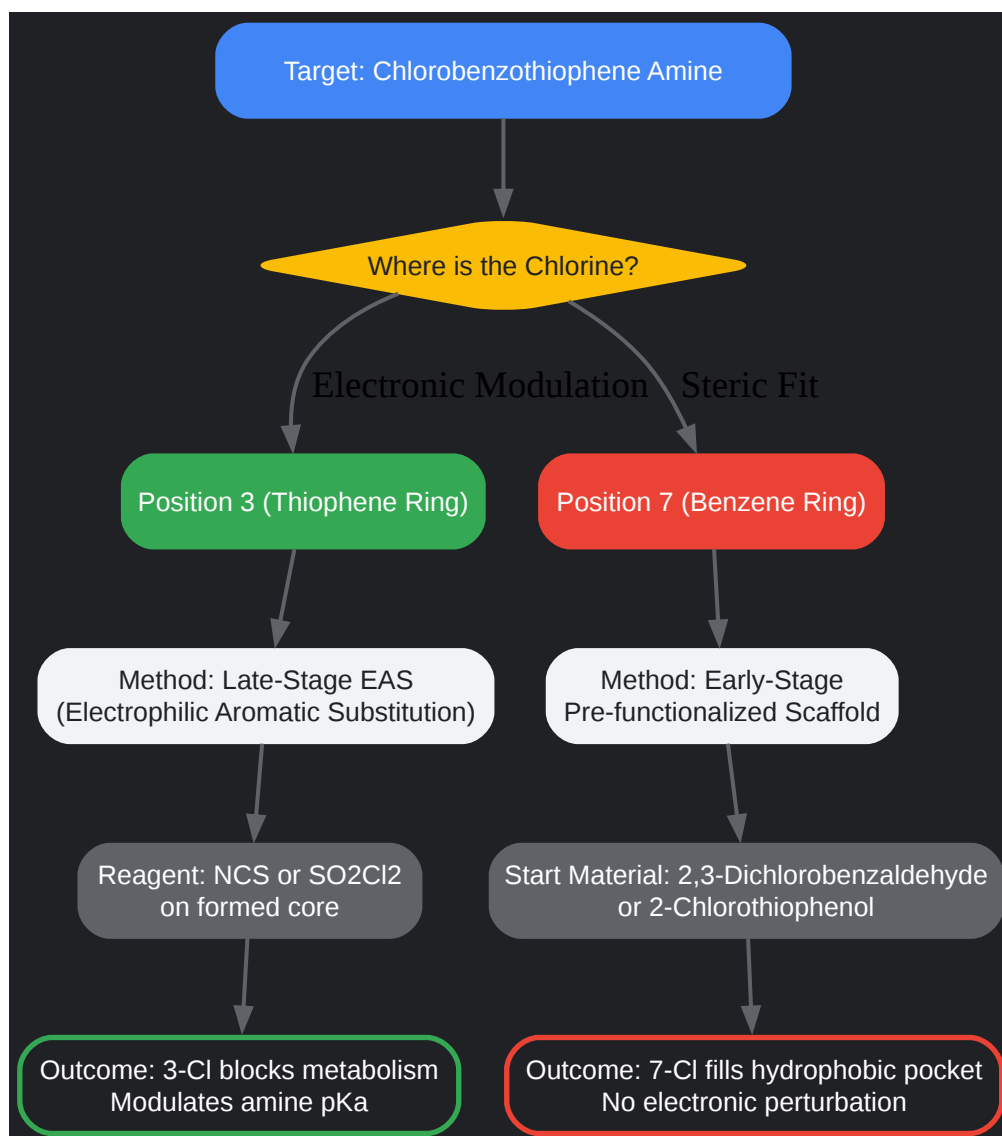 Target: Chlorobenzothiophene Amine
Where is the Chlorine?
Electronic Modulation
Steric Fit
Position 3 (Thiophene Ring)
Position 7 (Benzene Ring)
Method: Late-Stage EAS
(Electrophilic Aromatic Substitution)
Method: Early-Stage
Pre-functionalized Scaffold
Reagent: NCS or SO2Cl2
on formed core
Start Material: 2,3-Dichlorobenzaldehyde
or 2-Chlorothiophenol
Outcome: 3-Cl blocks metabolism
Modulates amine pKa
Outcome: 7-Cl fills hydrophobic pocket
No electronic perturbation